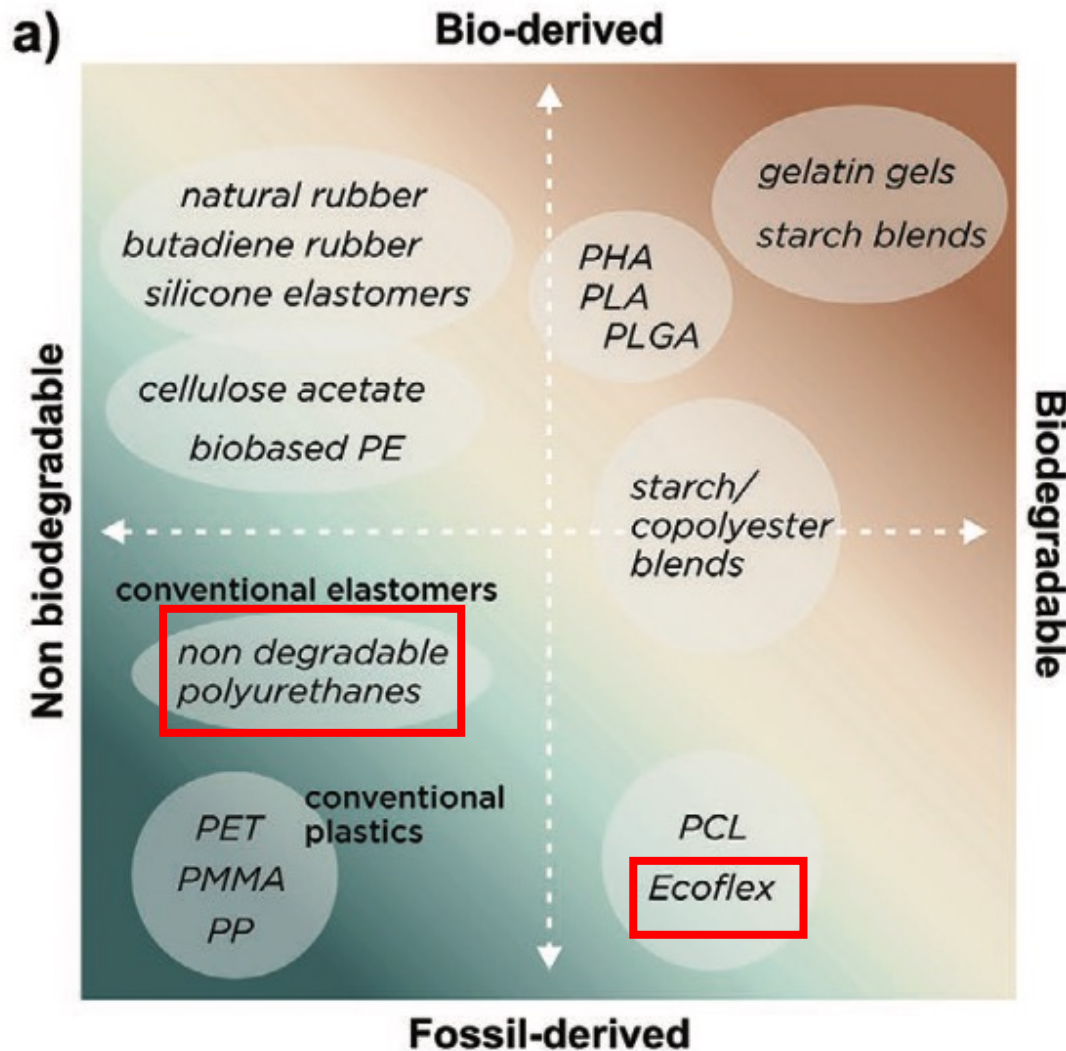 a)
Bio-derived
natural rubber
butadiene rubber
silicone elastomers
gelatin gels
starch blends
PHA
PLA
PLGA
cellulose acetate
biobased PE
Non biodegradable
Biodegradable
starch/
copolyester
blends
conventional elastomers
non degradable
polyurethanes
conventional
plastics
PET
PMMA
PP
PCL
Ecoflex
Fossil-derived